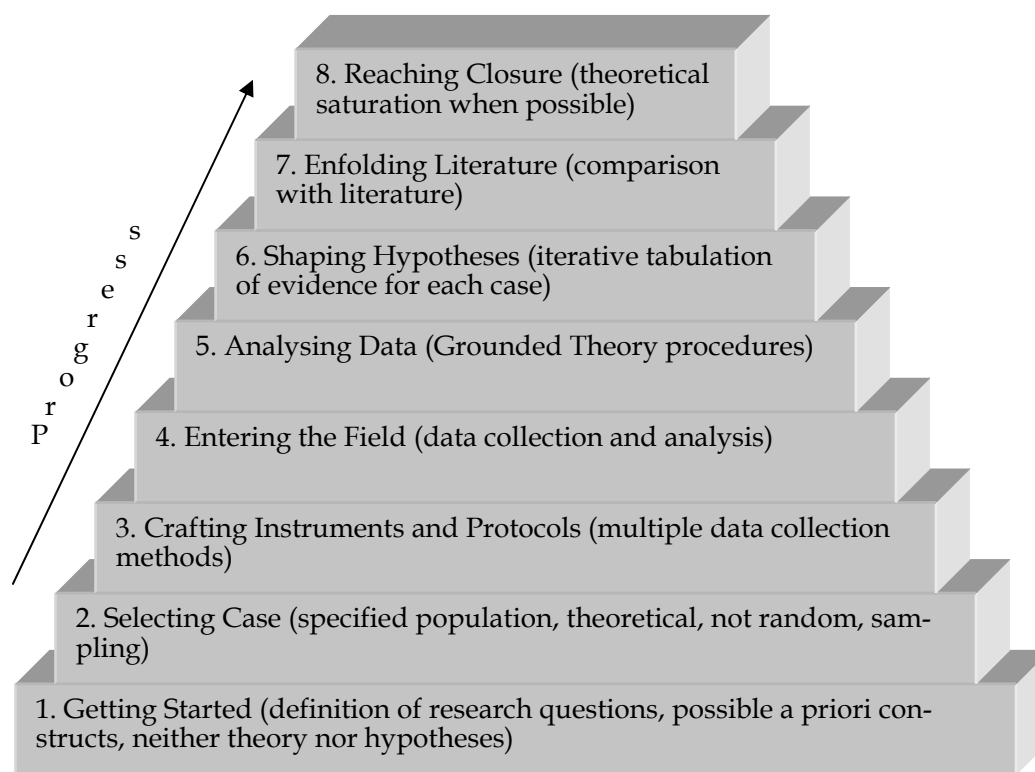 8. Reaching Closure (theoretical
saturation when possible)
7. Enfolding Literature (comparison
with literature)
6. Shaping Hypotheses (iterative tabulation
of evidence for each case)
5. Analysing Data (Grounded Theory procedures)
4. Entering the Field (data collection and analysis)
3. Crafting Instruments and Protocols (multiple data collection
methods)
2. Selecting Case (specified population, theoretical, not random, sam-
pling)
1. Getting Started (definition of research questions, possible a priori con-
structs, neither theory nor hypotheses)
Progress